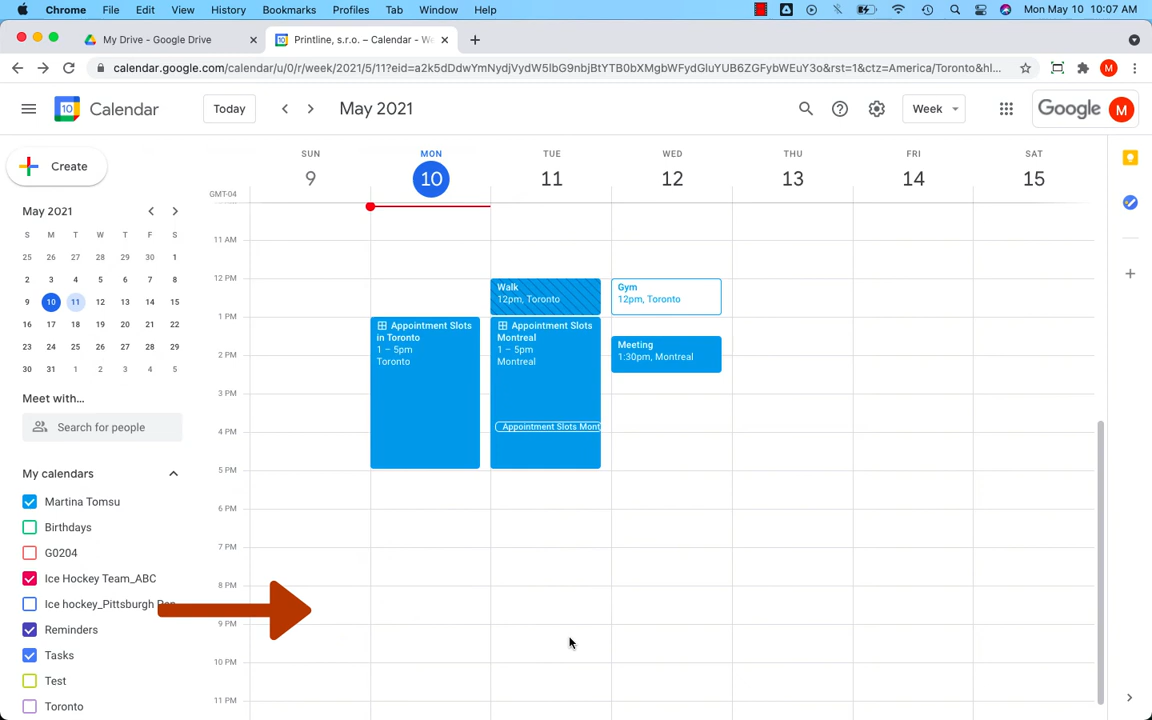 Chrome File Edit View History Bookmarks Profiles Tab Window Help Mon May 10 10:07 AM
My Drive - Google Drive
Printline, s.r.o. – Calendar - We
calendar.google.com/calendar/u/0/r/week/2021/5/11?eid=a2k5dDdwYmNydjVydW5lbG9nbjBtYTB0bXMgbWFydGluYUB6ZGFybWEuY3o&rst=1&ctz=America/Toronto&hl...
M
10 Calendar
Today
May 2021
Week
Google M
Create
SUN MON TUE WED THU FRI SAT
9 10 11 12 13 14 15
GMT-04
May 2021
S M T W T F S
25 26 27 28 29 30 1
2 3 4 5 6 7 8
9 10 11 12 13 14 15
16 17 18 19 20 21 22
23 24 25 26 27 28 29
30 31 1 2 3 4 5
Meet with...
Search for people
My calendars
Martina Tomsu
Birthdays
G0204
Ice Hockey Team_ABC
Ice hockey_Pittsburgh
Reminders
Tasks
Test
Toronto
11 AM
12 PM
1 PM
2 PM
3 PM
4 PM
5 PM
6 PM
7 PM
8 PM
9 PM
10 PM
11 PM
Appointment Slots
in Toronto
1 – 5pm
Toronto
Walk
12pm, Toronto
Appointment Slots
Montreal
1 – 5pm
Montreal
Appointment Slots Mont
Gym
12pm, Toronto
Meeting
1:30pm, Montreal